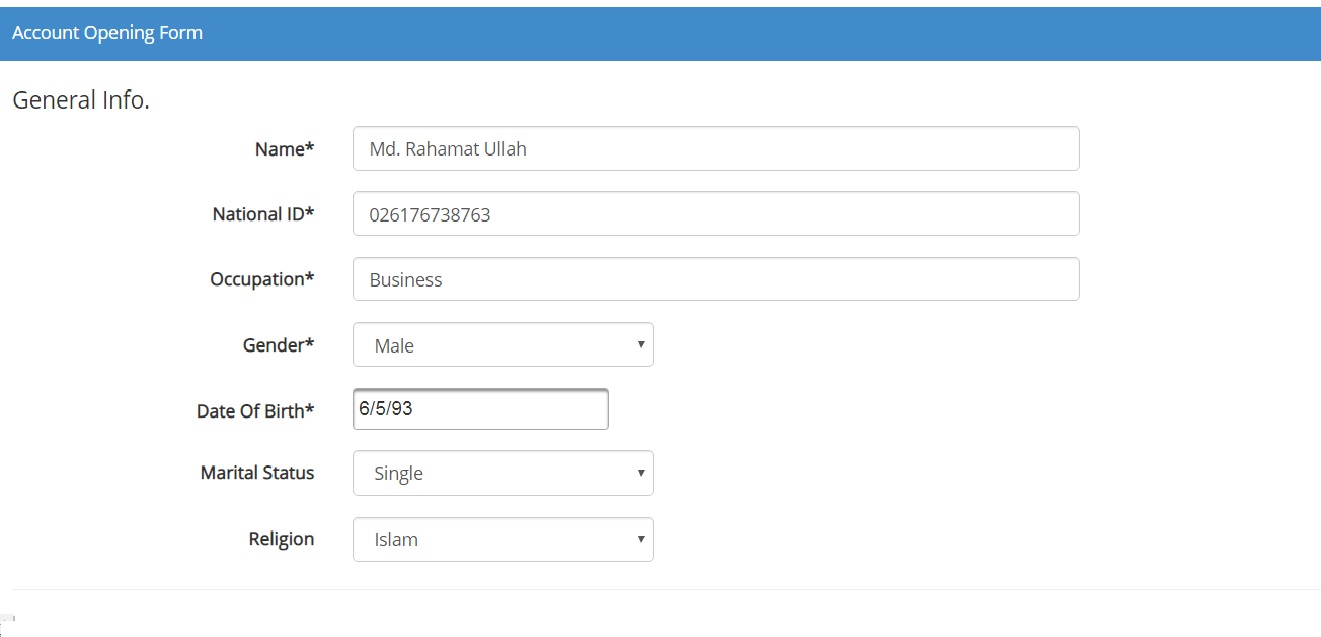 Account Opening Form
General Info.
Name* Md. Rahamat Ullah
National ID* 026176738763
Occupation* Business
Gender* Male
Date Of Birth* 6/5/93
Marital Status Single
Religion Islam